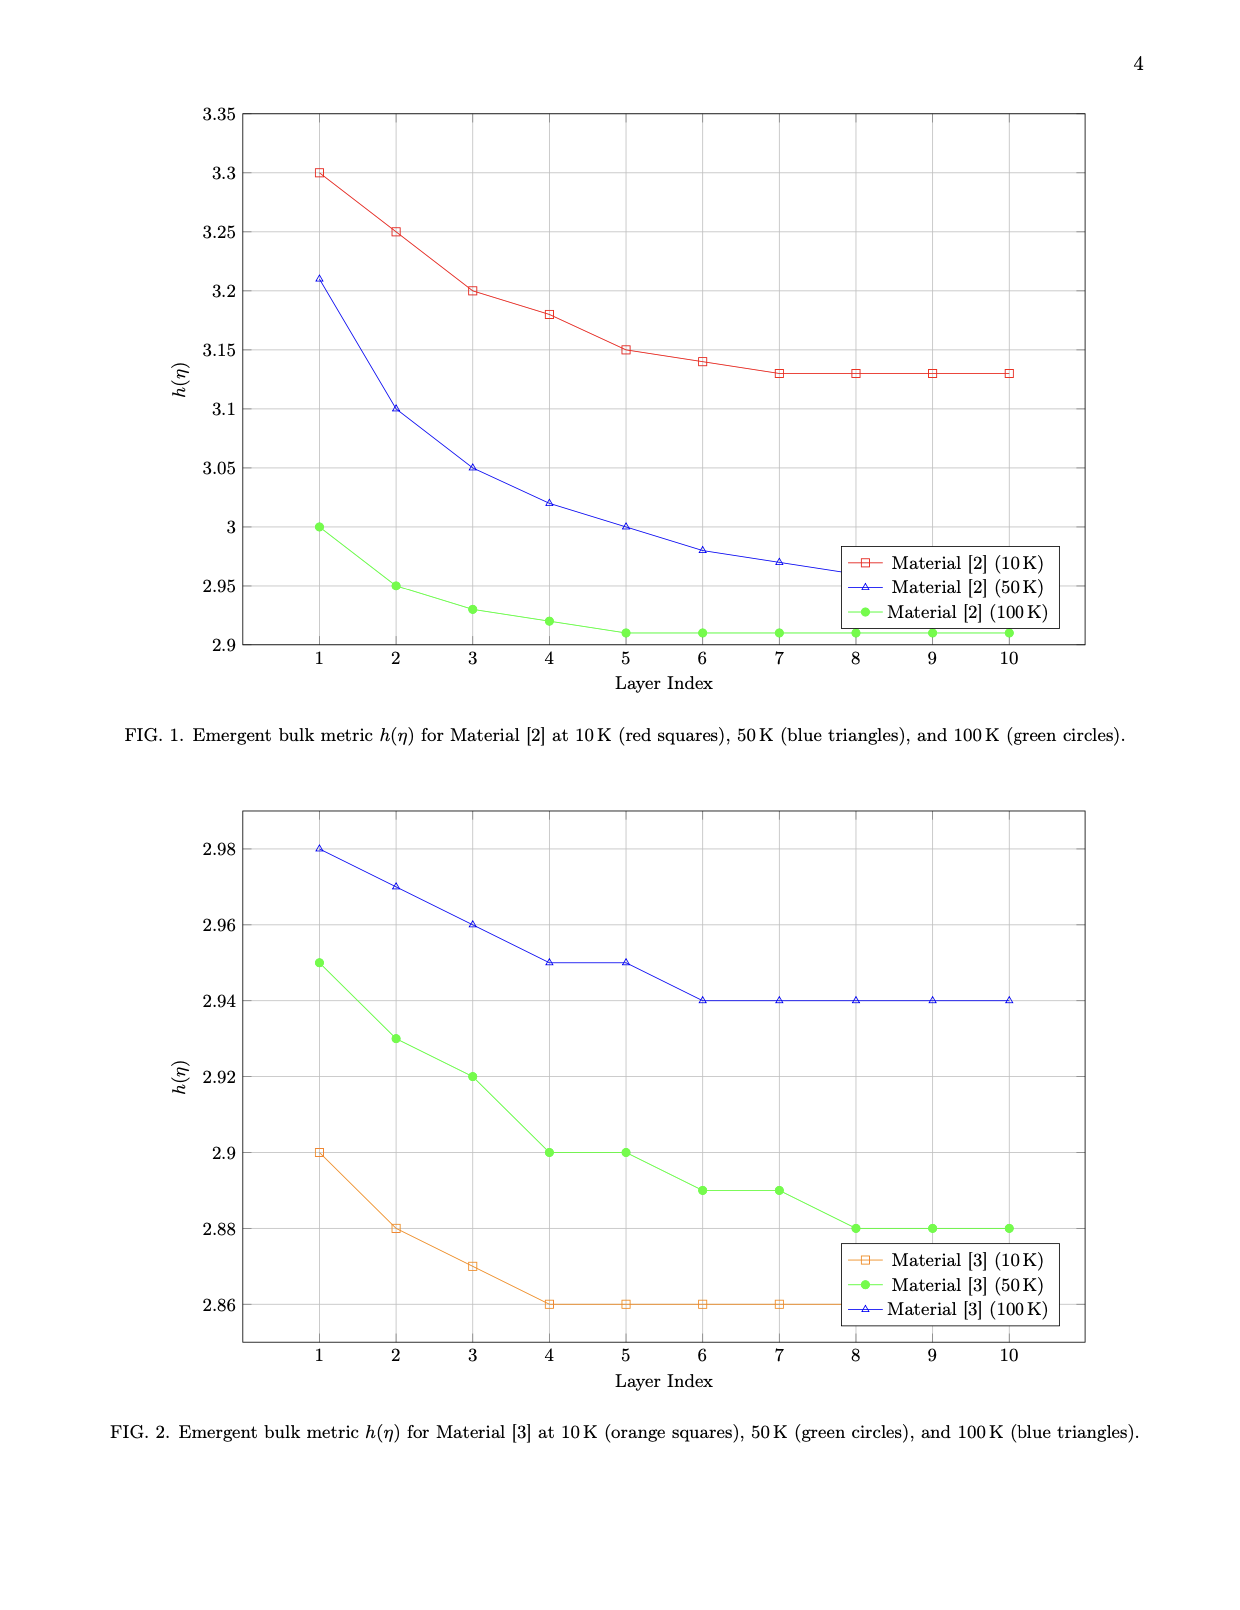 4
3.35
3.3
3.25
3.2
3.15
3.1
3.05
3
2.95
2.9
h(η)
1 2 3 4 5 6 7 8 9 10
Layer Index
Material [2] (10 K)
Material [2] (50 K)
Material [2] (100 K)
FIG. 1. Emergent bulk metric h(η) for Material [2] at 10 K (red squares), 50 K (blue triangles), and 100 K (green circles).
2.98
2.96
2.94
2.92
2.9
2.88
2.86
h(η)
1 2 3 4 5 6 7 8 9 10
Layer Index
Material [3] (10 K)
Material [3] (50 K)
Material [3] (100 K)
FIG. 2. Emergent bulk metric h(η) for Material [3] at 10 K (orange squares), 50 K (green circles), and 100 K (blue triangles).